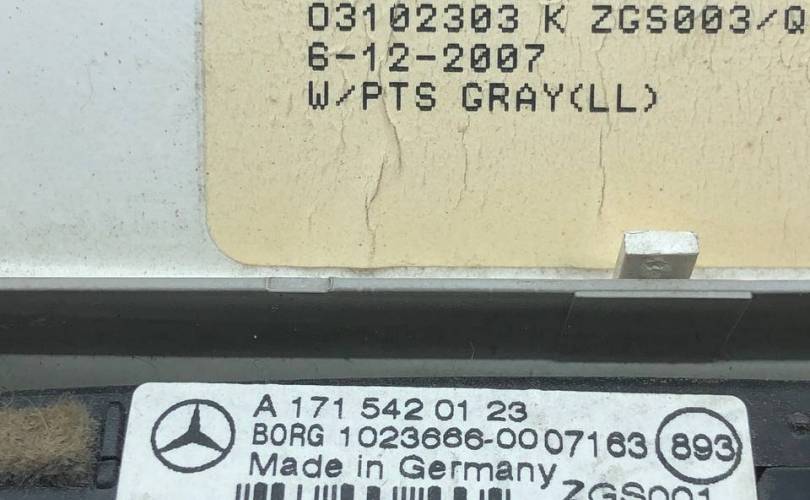 03102303 K ZGS003/Q
6-12-2007
W/PTS GRAY(LL)
A 171 542 01 23
BORG 1023666-0007163 893
Made in Germany
ZGS001